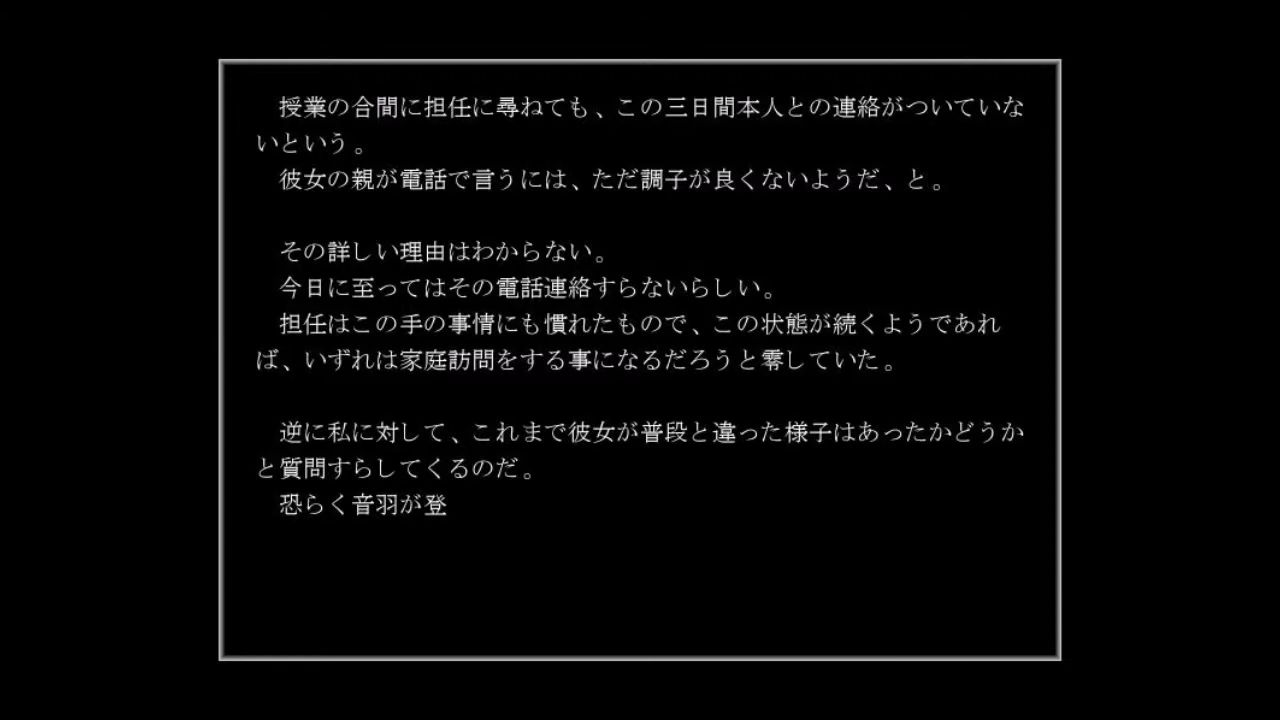 授業の合間に担任に尋ねても、この三日間本人との連絡がついていな
いという。
彼女の親が電話で言うには、ただ調子が良くないようだ、と。
その詳しい理由はわからない。
今日に至ってはその電話連絡すらないらしい。
担任はこの手の事情にも慣れたもので、この状態が続くようであれ
ば、いずれは家庭訪問をする事になるだろうと零していた。
逆に私に対して、これまで彼女が普段と違った様子はあったかどうか
と質問すらしてくるのだ。
恐らく音羽が登